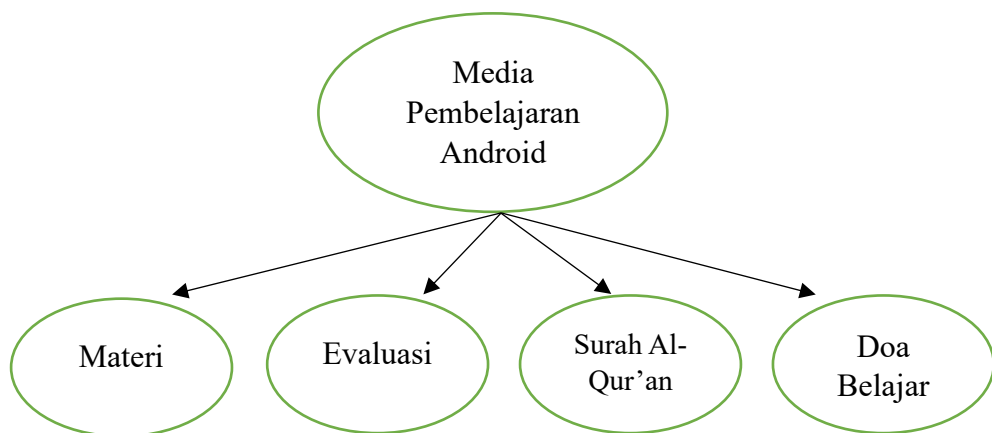 Media
Pembelajaran
Android
Materi
Evaluasi
Surah Al-
Qur’an
Doa
Belajar